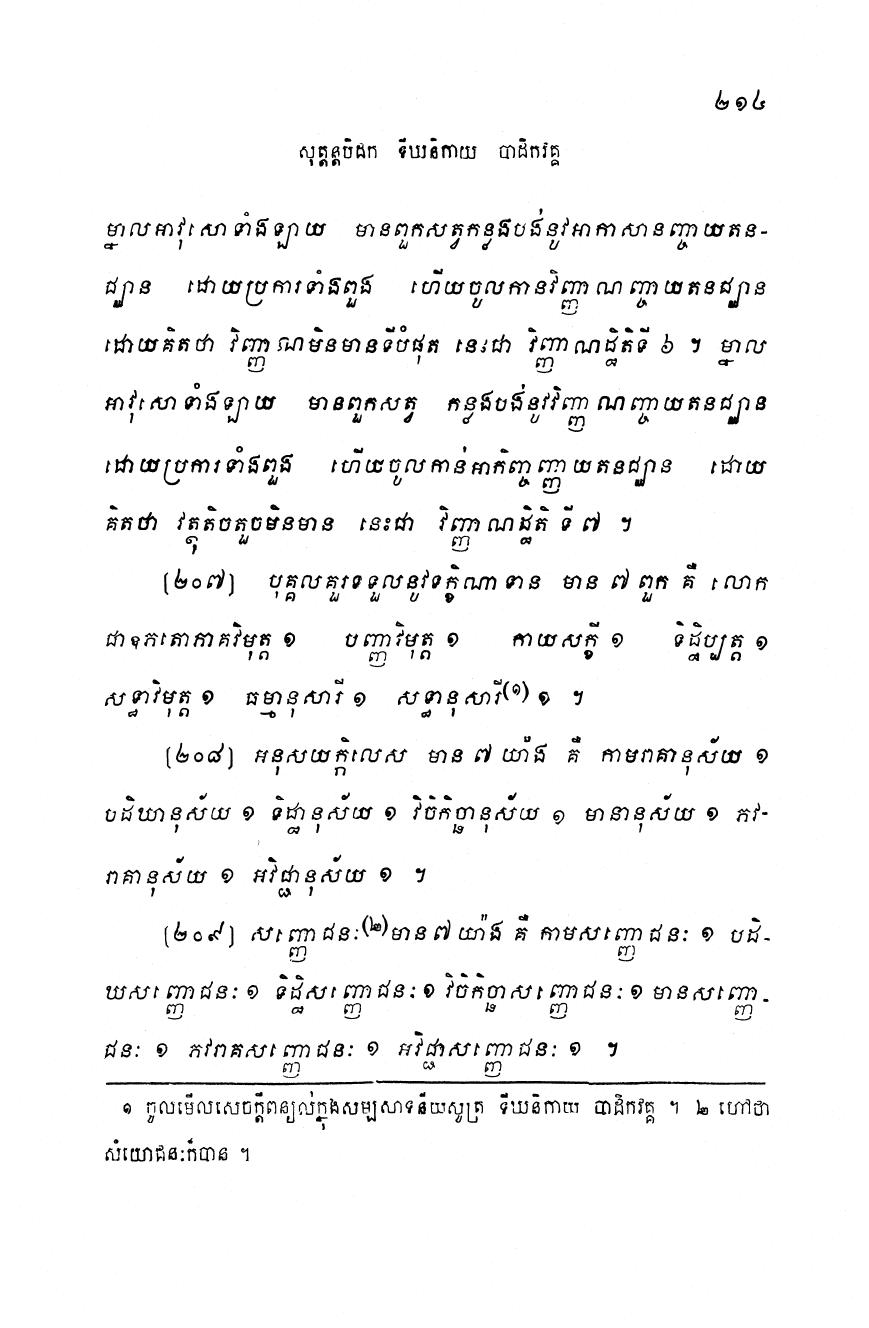 ២១៤
សុត្តន្តបិដក ទីឃនិកាយ បាដិកវគ្គ
ម្នាលអាវុសោទាំងឡាយ មានពួកសត្វកន្លងបង់នូវអាកាសានញ្ចាយតន-
ជ្ឈាន ដោយប្រការទាំងពួង ហើយចូលកានវិញ្ញាណញ្ចាយតនជ្ឈាន
ដោយគិតថា វិញ្ញាណមិនមានទីបំផុត នេះជា វិញ្ញាណដ្ឋិតិទី ៦ ។ ម្នាល
អាវុសោទាំងឡាយ មានពួកសត្វ កន្លងបង់នូវវិញ្ញាណញ្ចាយតនជ្ឈាន
ដោយប្រការទាំងពួង ហើយចូលកាន់អាកិញ្ចញ្ញាយតនជ្ឈាន ដោយ
គិតថា វត្ថុតិចតួចមិនមាន នេះជា វិញ្ញាណដ្ឋិតិ ទី ៧ ។
[២០៧] បុគ្គលគួរទទួលនូវទក្ខិណាទាន មាន ៧ ពួក គឺ លោក
ជាឧភតោភាគវិមុត្ត ១ បញ្ញាវិមុត្ត ១ កាយសក្ខី ១ ទិដ្ឋិប្បត្ត ១
សទ្ធាវិមុត្ត ១ ធម្មានុសារី ១ សទ្ធានុសារី(១) ១ ។
[២០៨] អនុសយក្កិលេស មាន ៧ យ៉ាង គឺ កាមរាគានុស័យ ១
បដិឃានុស័យ ១ ទិដ្ឋានុស័យ ១ វិចិកិច្ឆានុស័យ ១ មានានុស័យ ១ ភវ-
រាគានុស័យ ១ អវិជ្ជានុស័យ ១ ។
[២០៩] សញ្ញោជនៈ(២)មាន ៧ យ៉ាង គឺ កាមសញ្ញោជនៈ ១ បដិ-
ឃសញ្ញោជនៈ ១ ទិដ្ឋិសញ្ញោជនៈ ១ វិចិកិច្ឆាសញ្ញោជនៈ ១ មានសញ្ញោ-
ជនៈ ១ ភវរាគសញ្ញោជនៈ ១ អវិជ្ជាសញ្ញោជនៈ ១ ។
១ ចូលមើលសេចក្តីពន្យល់ក្នុងសម្បសាទនីយសូត្រ ទីឃនិកាយ បាដិកវគ្គ ។ ២ ហៅថា
សំយោជនៈក៏បាន ។